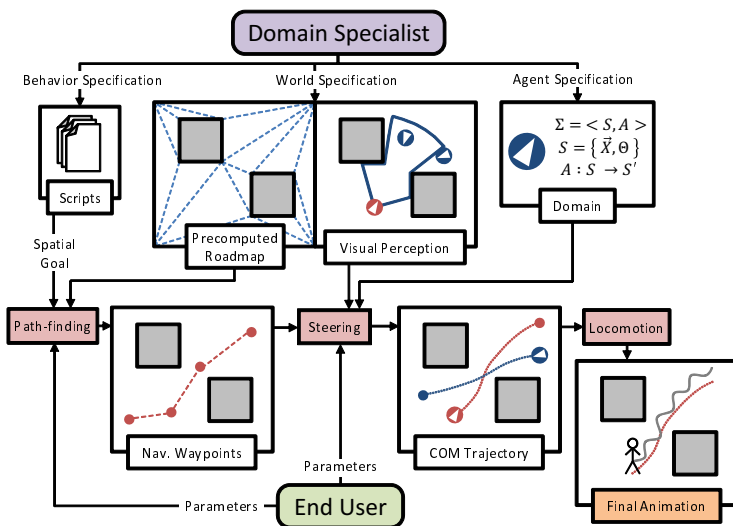 Domain Specialist
Behavior Specification
World Specification
Agent Specification
Σ = < S, A >
S = { X⃗, Θ }
A : S → S′
Scripts
Precomputed
Roadmap
Visual Perception
Domain
Spatial
Goal
Path-finding
Steering
Locomotion
Nav. Waypoints
COM Trajectory
Parameters
Parameters
End User
Final Animation